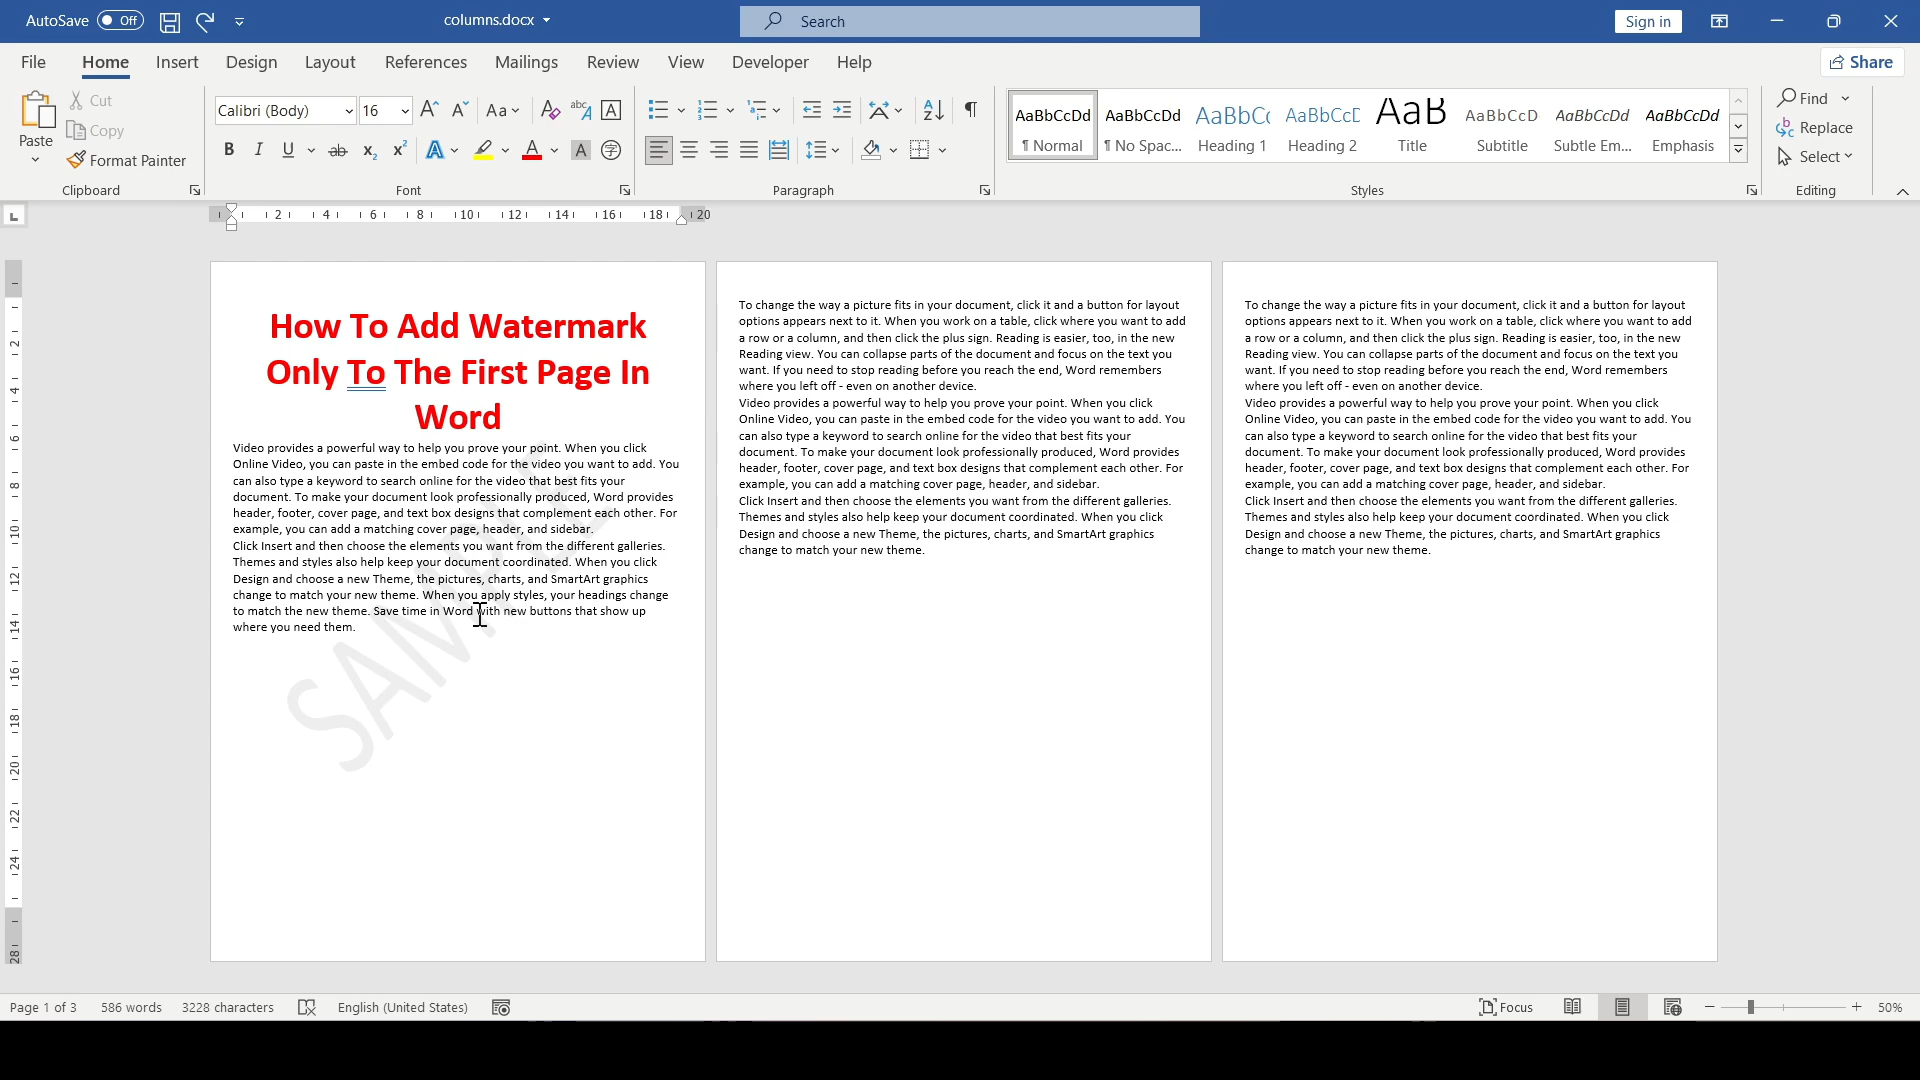 AutoSave Off columns.docx Search Sign in
File Home Insert Design Layout References Mailings Review View Developer Help Share
Paste Cut Copy Format Painter Clipboard
Calibri (Body) 16 Aa Font
Paragraph
AaBbCcDd AaBbCcDd AaBbC AaBbCcD AaB AaBbCcD AaBbCcDd AaBbCcDd
¶ Normal ¶ No Spac... Heading 1 Heading 2 Title Subtitle Subtle Em... Emphasis
Styles
Find
Replace
Select
Editing
2 4 6 8 10 12 14 16 18 20
2 4 6 8 10 12 14 16 18 20 22 24 28
How To Add Watermark
Only To The First Page In
Word
Video provides a powerful way to help you prove your point. When you click
Online Video, you can paste in the embed code for the video you want to add. You
can also type a keyword to search online for the video that best fits your
document. To make your document look professionally produced, Word provides
header, footer, cover page, and text box designs that complement each other. For
example, you can add a matching cover page, header, and sidebar.
Click Insert and then choose the elements you want from the different galleries.
Themes and styles also help keep your document coordinated. When you click
Design and choose a new Theme, the pictures, charts, and SmartArt graphics
change to match your new theme. When you apply styles, your headings change
to match the new theme. Save time in Word with new buttons that show up
where you need them.
SAMPLE
To change the way a picture fits in your document, click it and a button for layout
options appears next to it. When you work on a table, click where you want to add
a row or a column, and then click the plus sign. Reading is easier, too, in the new
Reading view. You can collapse parts of the document and focus on the text you
want. If you need to stop reading before you reach the end, Word remembers
where you left off - even on another device.
Video provides a powerful way to help you prove your point. When you click
Online Video, you can paste in the embed code for the video you want to add. You
can also type a keyword to search online for the video that best fits your
document. To make your document look professionally produced, Word provides
header, footer, cover page, and text box designs that complement each other. For
example, you can add a matching cover page, header, and sidebar.
Click Insert and then choose the elements you want from the different galleries.
Themes and styles also help keep your document coordinated. When you click
Design and choose a new Theme, the pictures, charts, and SmartArt graphics
change to match your new theme.
To change the way a picture fits in your document, click it and a button for layout
options appears next to it. When you work on a table, click where you want to add
a row or a column, and then click the plus sign. Reading is easier, too, in the new
Reading view. You can collapse parts of the document and focus on the text you
want. If you need to stop reading before you reach the end, Word remembers
where you left off - even on another device.
Video provides a powerful way to help you prove your point. When you click
Online Video, you can paste in the embed code for the video you want to add. You
can also type a keyword to search online for the video that best fits your
document. To make your document look professionally produced, Word provides
header, footer, cover page, and text box designs that complement each other. For
example, you can add a matching cover page, header, and sidebar.
Click Insert and then choose the elements you want from the different galleries.
Themes and styles also help keep your document coordinated. When you click
Design and choose a new Theme, the pictures, charts, and SmartArt graphics
change to match your new theme.
Page 1 of 3 586 words 3228 characters English (United States) Focus 50%